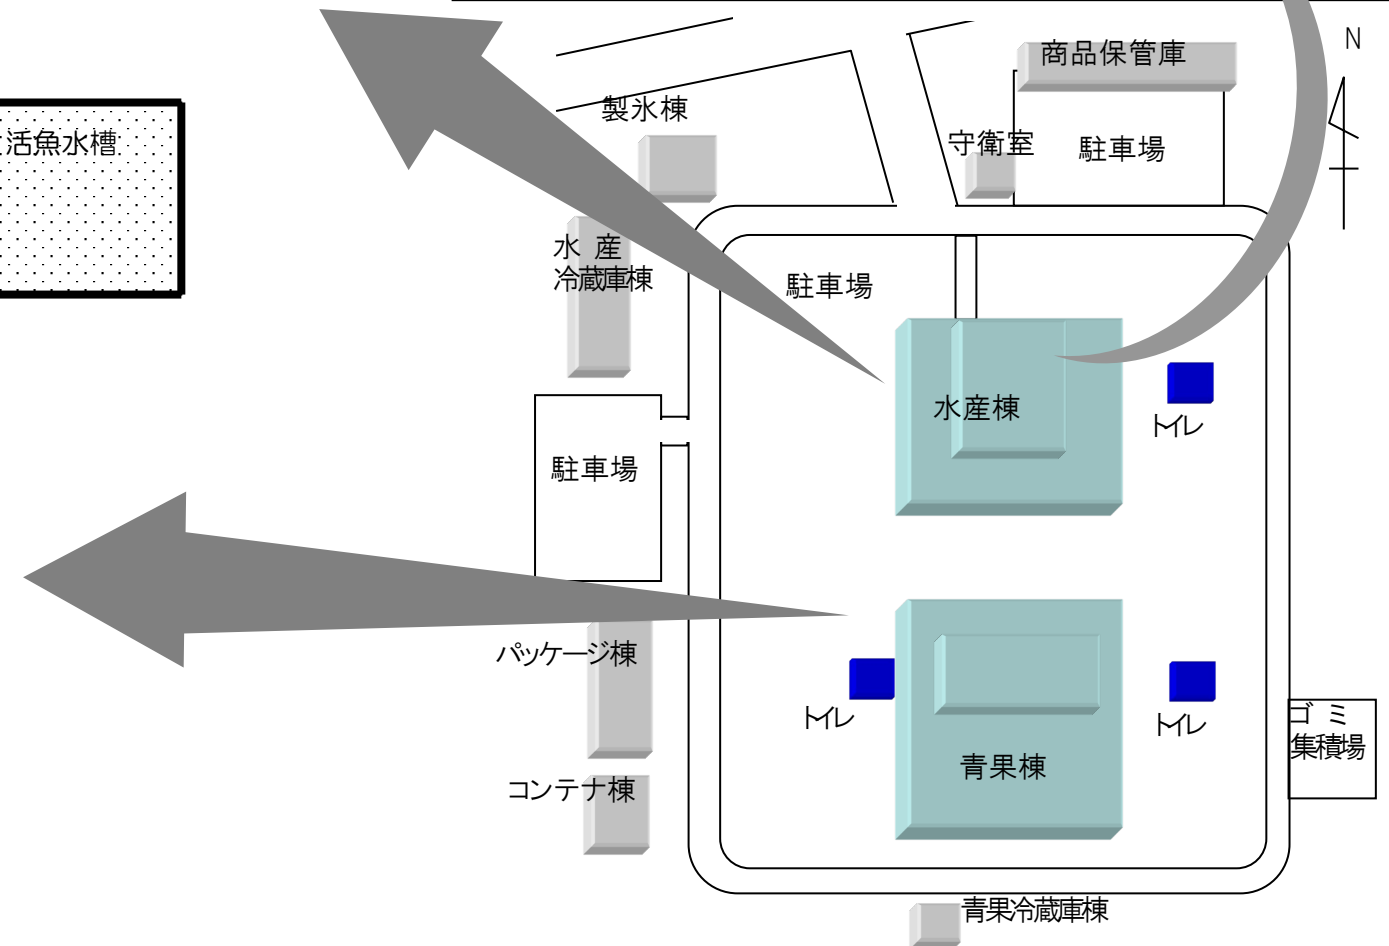 N
商品保管庫
製氷棟
守衛室
駐車場
活魚水槽
水 産
冷蔵庫棟
駐車場
水産棟
トイレ
駐車場
パッケージ棟
トイレ
トイレ
ゴ ミ
集積場
青果棟
コンテナ棟
青果冷蔵庫棟